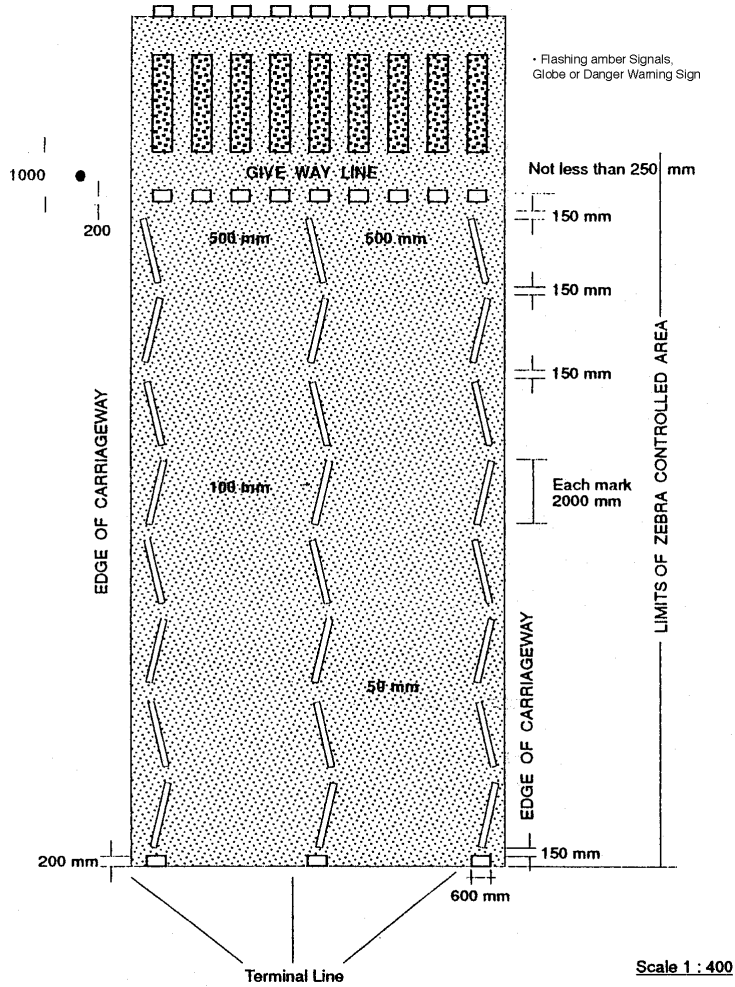 • Flashing amber Signals,
Globe or Danger Warning Sign
1000
GIVE WAY LINE
Not less than 250 mm
200
500 mm
500 mm
150 mm
150 mm
150 mm
EDGE OF CARRIAGEWAY
100 mm
Each mark
2000 mm
LIMITS OF ZEBRA CONTROLLED AREA
50 mm
EDGE OF CARRIAGEWAY
200 mm
150 mm
600 mm
Terminal Line
Scale 1 : 400